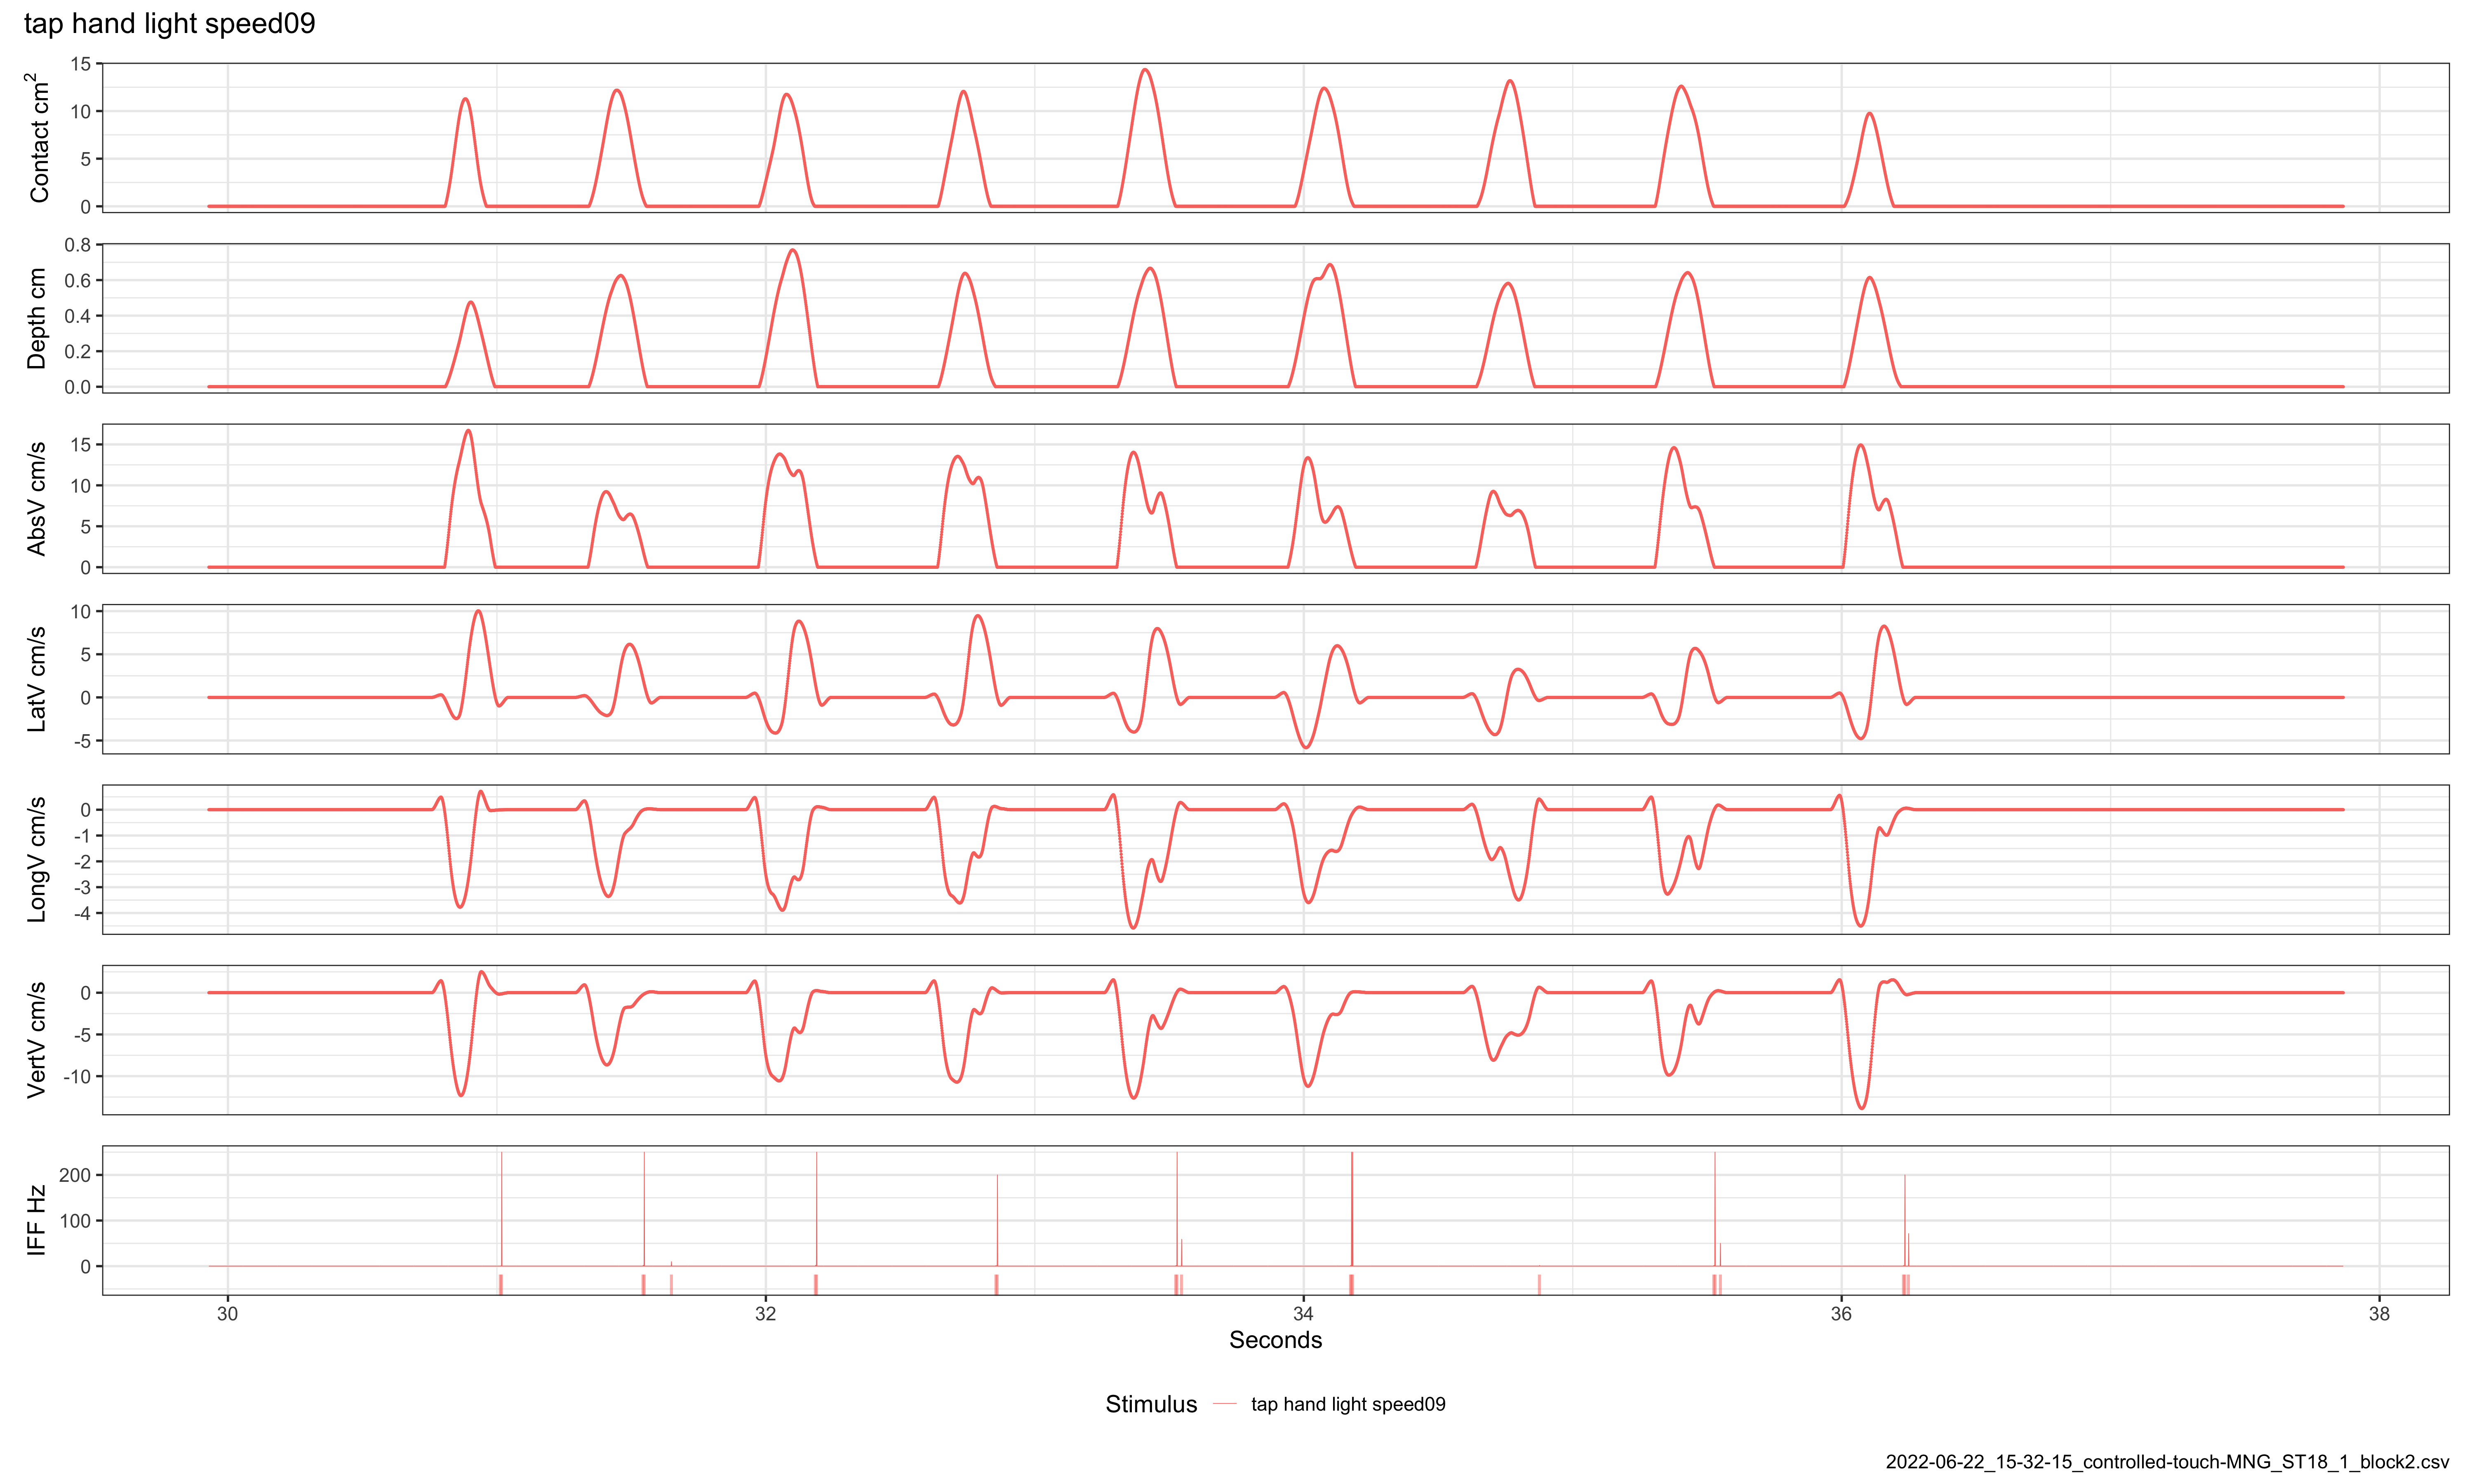 tap hand light speed09
Contact cm²
15
10
5
0
Depth cm
0.8
0.6
0.4
0.2
0.0
AbsV cm/s
15
10
5
0
LatV cm/s
10
5
0
-5
LongV cm/s
0
-1
-2
-3
-4
VertV cm/s
0
-5
-10
IFF Hz
200
100
0
30 32 34 36 38
Seconds
Stimulus tap hand light speed09
2022-06-22_15-32-15_controlled-touch-MNG_ST18_1_block2.csv